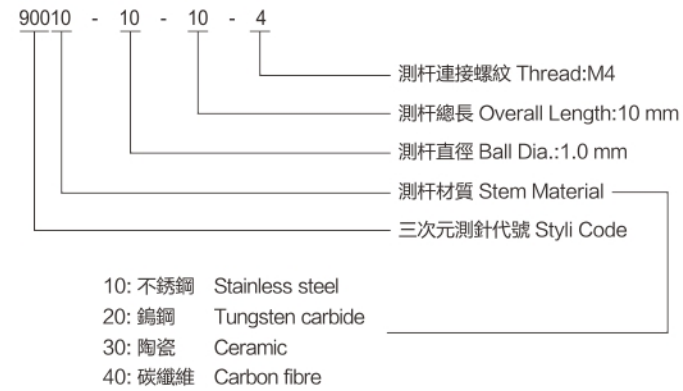 90010 - 10 - 10 - 4
測杆連接螺紋 Thread:M4
測杆總長 Overall Length:10 mm
測杆直徑 Ball Dia.:1.0 mm
測杆材質 Stem Material
三次元測針代號 Styli Code
10: 不銹鋼 Stainless steel
20: 鎢鋼 Tungsten carbide
30: 陶瓷 Ceramic
40: 碳纖維 Carbon fibre